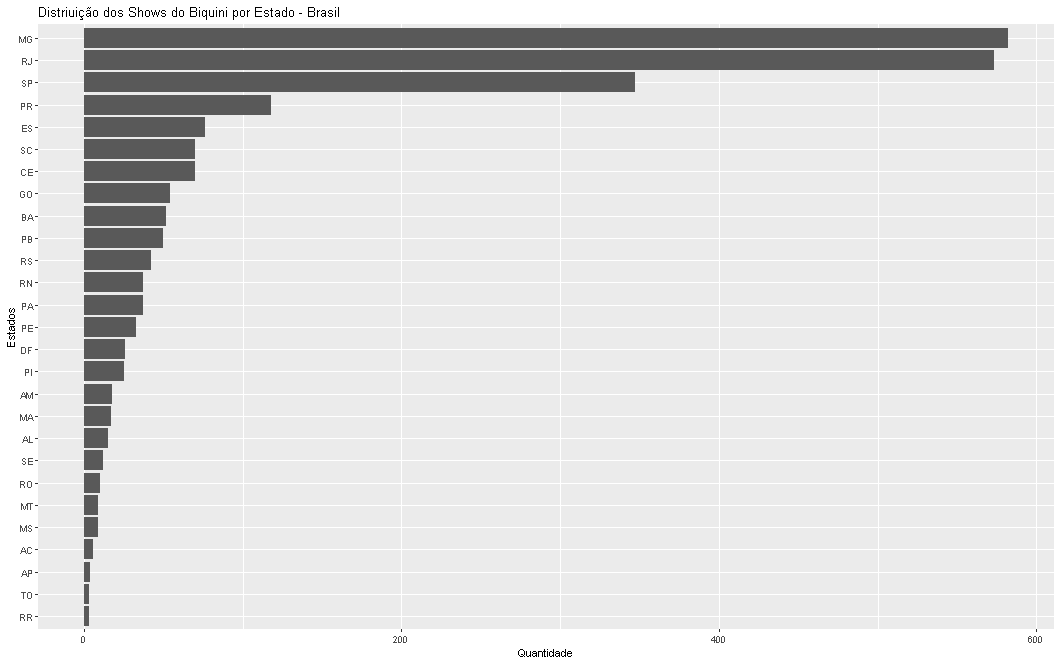 Distriuição dos Shows do Biquini por Estado - Brasil
Estados
MG
RJ
SP
PR
ES
SC
CE
GO
BA
PB
RS
RN
PA
PE
DF
PI
AM
MA
AL
SE
RO
MT
MS
AC
AP
TO
RR
0 200 400 600
Quantidade